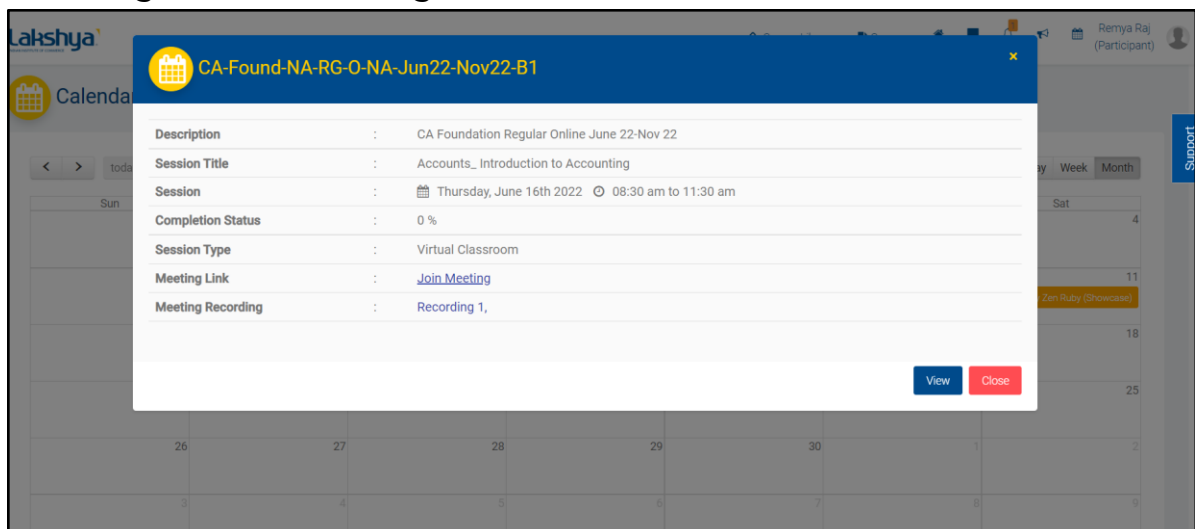 Lakshya
Remya Raj
(Participant)
CA-Found-NA-RG-O-NA-Jun22-Nov22-B1
×
Support
Description : CA Foundation Regular Online June 22-Nov 22
Session Title : Accounts_ Introduction to Accounting
Session : Thursday, June 16th 2022 08:30 am to 11:30 am
Completion Status : 0 %
Session Type : Virtual Classroom
Meeting Link : Join Meeting
Meeting Recording : Recording 1,
View Close
< >
Week Month
Sun Sat
4
11
Zen Ruby (Showcase)
18
25
26 27 28 29 30 1 2
3 4 5 6 7 8 9